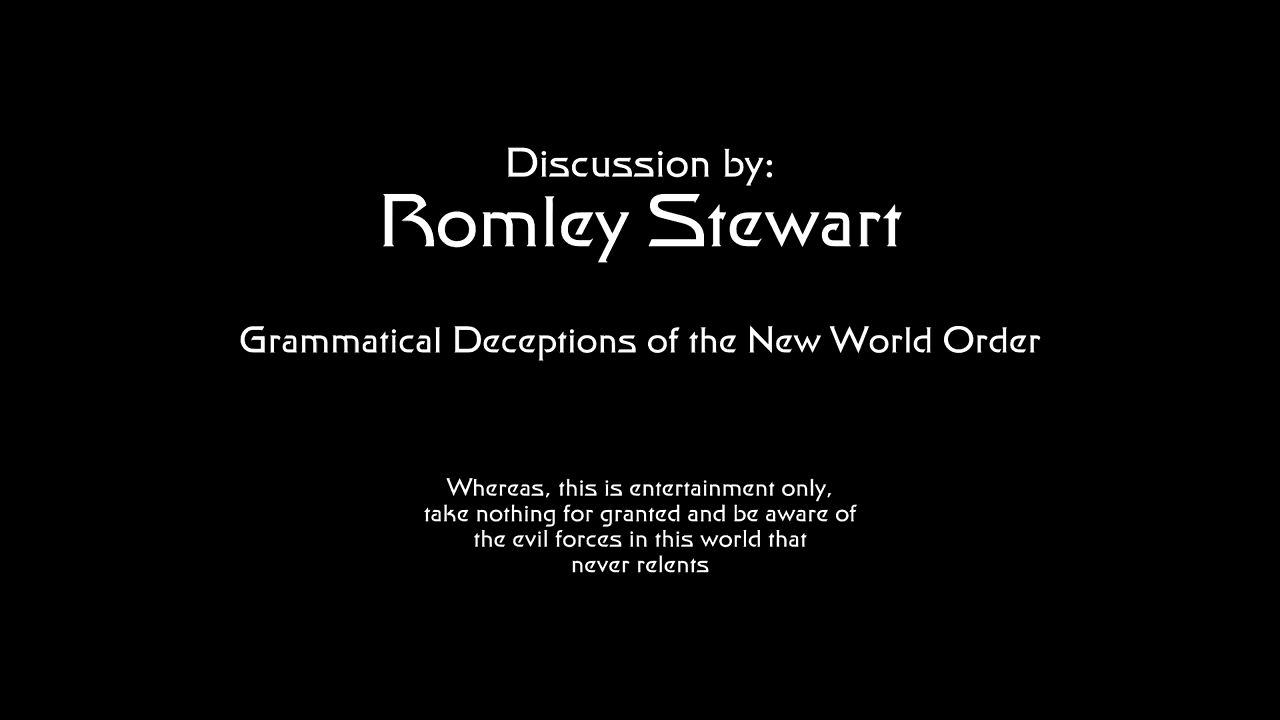 Discussion by:
Romley Stewart
Grammatical Deceptions of the New World Order
Whereas, this is entertainment only,
take nothing for granted and be aware of
the evil forces in this world that
never relents